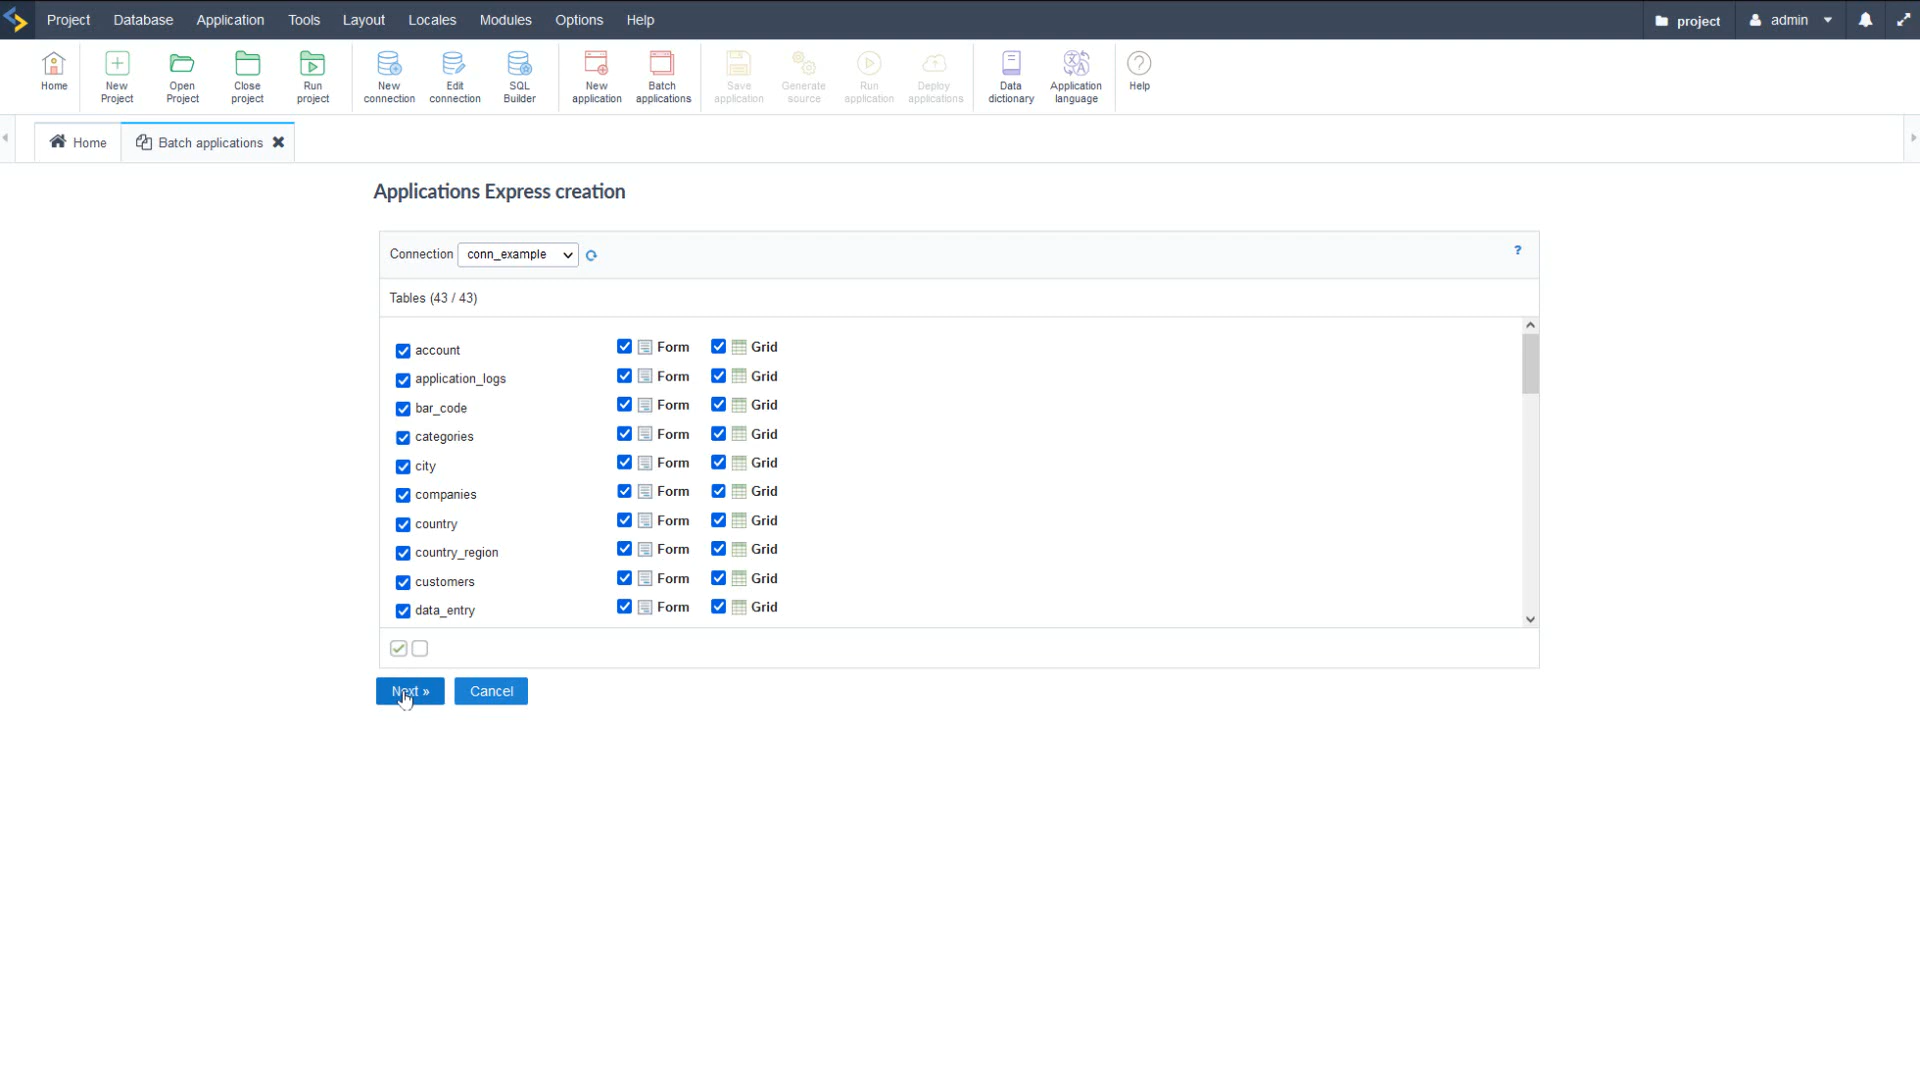 Project Database Application Tools Layout Locales Modules Options Help project admin
Home New Project Open Project Close project Run project New connection Edit connection SQL Builder New application Batch applications Save application Generate source Run application Deploy applications Data dictionary Application language Help
Home Batch applications
Applications Express creation
Connection conn_example ?
Tables (43 / 43)
account Form Grid
application_logs Form Grid
bar_code Form Grid
categories Form Grid
city Form Grid
companies Form Grid
country Form Grid
country_region Form Grid
customers Form Grid
data_entry Form Grid
Next » Cancel